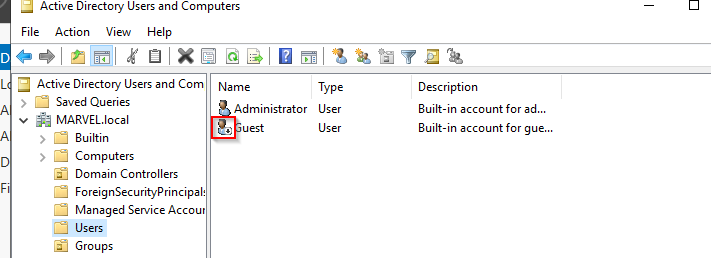 Active Directory Users and Computers
File Action View Help
Active Directory Users and Com
Saved Queries
MARVEL.local
Builtin
Computers
Domain Controllers
ForeignSecurityPrincipals
Managed Service Accour
Users
Groups
Name Type Description
Administrator User Built-in account for ad...
Guest User Built-in account for gue...